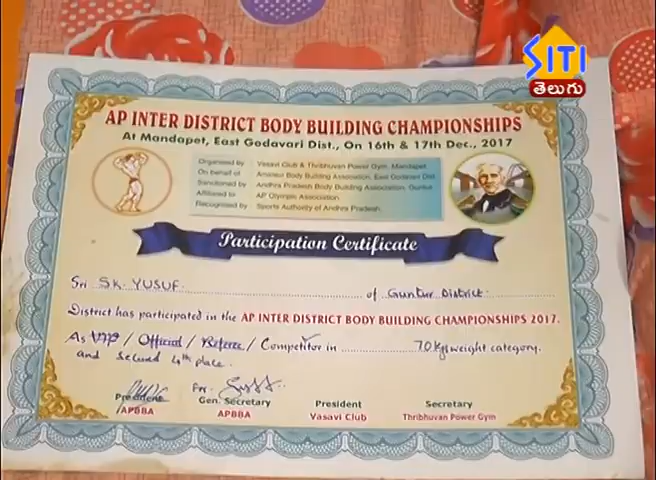 SITI
తెలుగు
AP INTER DISTRICT BODY BUILDING CHAMPIONSHIPS
At Mandapet, East Godavari Dist., On 16th & 17th Dec., 2017
Organised by : Vasavi Club & Thribhuvan Power Gym, Mandapet
On behalf of : Amateur Body Building Association, East Godavari Dist
Sanctioned by : Andhra Pradesh Body Building Association, Guntur
Affiliated to : AP Olympic Association
Recognised by : Sports Authority of Andhra Pradesh
Participation Certificate
Sri SK. YUSUF. of Guntur District
District has participated in the AP INTER DISTRICT BODY BUILDING CHAMPIONSHIPS 2017.
As VIP / Official / Referee / Competitor in 70 Kg weight category.
and secured 4th place.
For.
President Gen. Secretary President Secretary
APBBA APBBA Vasavi Club Thribhuvan Power Gym